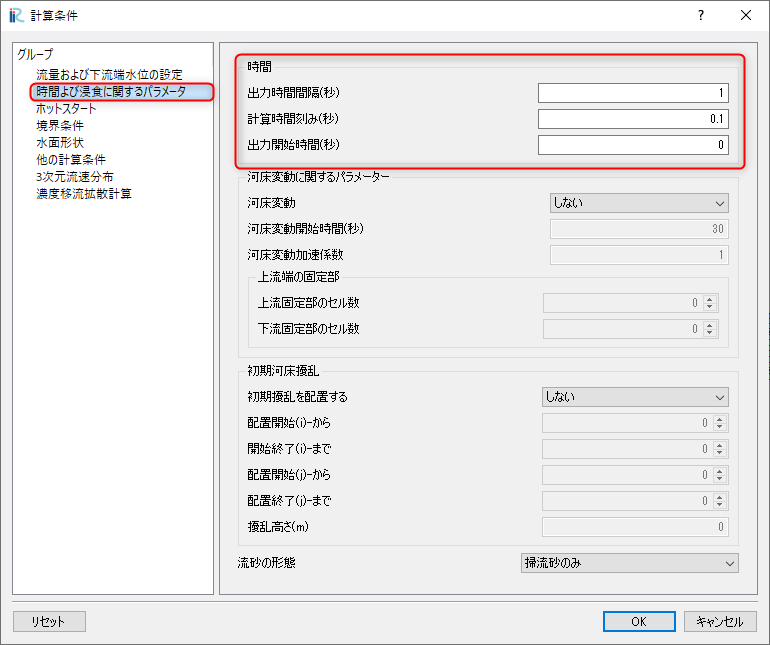 計算条件
グループ
流量および下流端水位の設定
時間および浸食に関するパラメータ
ホットスタート
境界条件
水面形状
他の計算条件
3次元流速分布
濃度移流拡散計算
時間
出力時間間隔(秒) 1
計算時間刻み(秒) 0.1
出力開始時間(秒) 0
河床変動に関するパラメーター
河床変動 しない
河床変動開始時間(秒) 30
河床変動加速係数 1
上流端の固定部
上流固定部のセル数 0
下流固定部のセル数 0
初期河床擾乱
初期擾乱を配置する しない
配置開始(i)-から 0
開始終了(i)-まで 0
配置開始(j)-から 0
配置終了(j)-まで 0
擾乱高さ(m) 0
流砂の形態 掃流砂のみ
リセット OK キャンセル